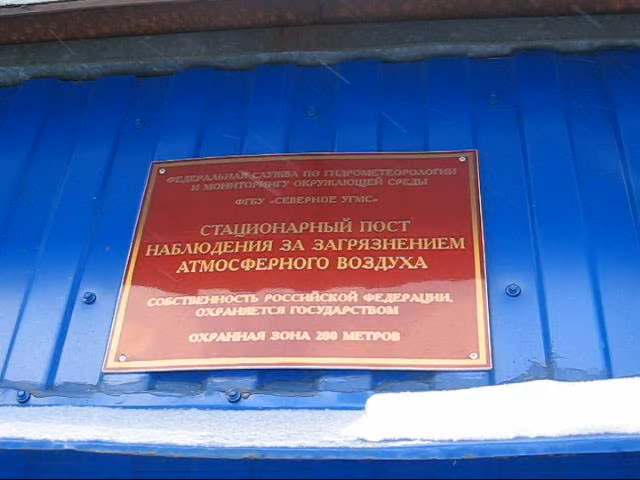 ФЕДЕРАЛЬНАЯ СЛУЖБА ПО ГИДРОМЕТЕОРОЛОГИИ
И МОНИТОРИНГУ ОКРУЖАЮЩЕЙ СРЕДЫ
ФГБУ «СЕВЕРНОЕ УГМС»
СТАЦИОНАРНЫЙ ПОСТ
НАБЛЮДЕНИЯ ЗА ЗАГРЯЗНЕНИЕМ
АТМОСФЕРНОГО ВОЗДУХА
СОБСТВЕННОСТЬ РОССИЙСКОЙ ФЕДЕРАЦИИ,
ОХРАНЯЕТСЯ ГОСУДАРСТВОМ
ОХРАННАЯ ЗОНА 200 МЕТРОВ